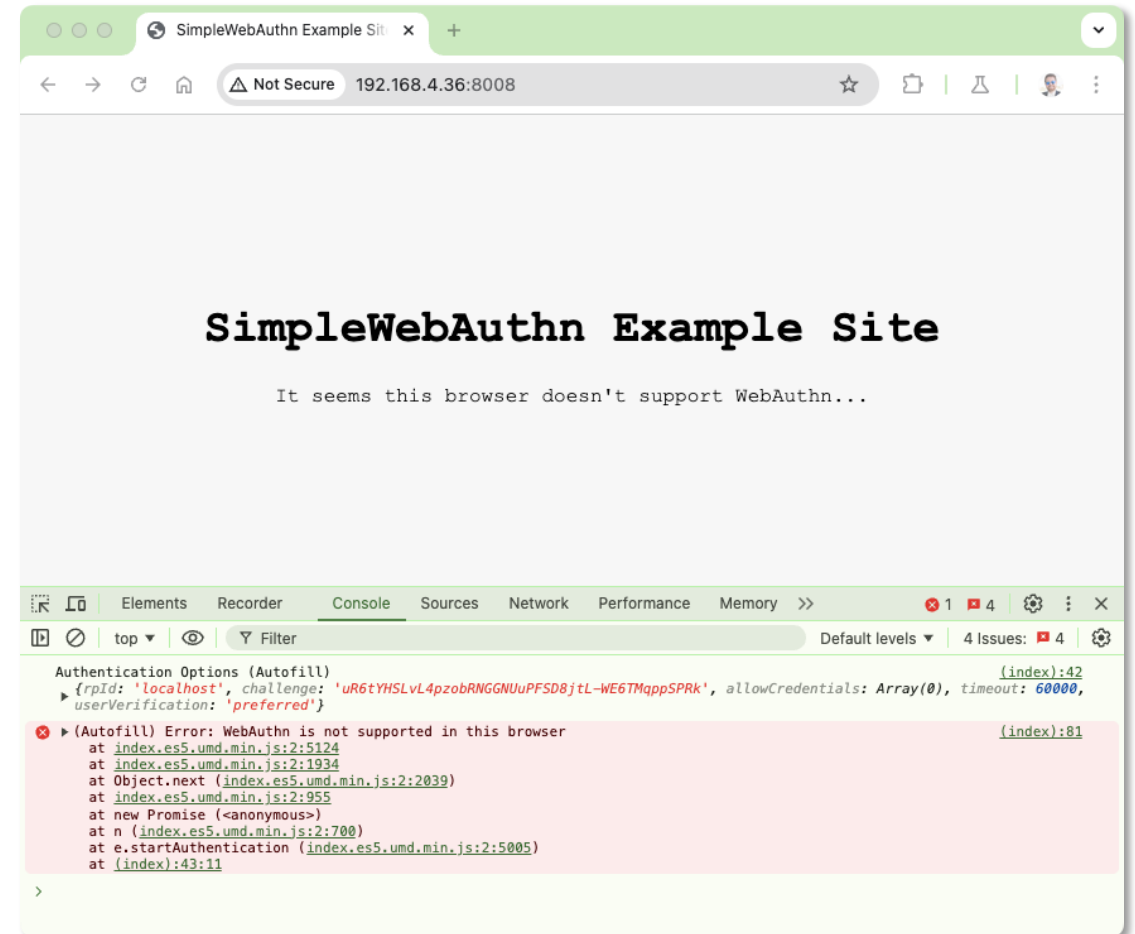 SimpleWebAuthn Example Sit
Not Secure 192.168.4.36:8008
SimpleWebAuthn Example Site
It seems this browser doesn't support WebAuthn...
Elements Recorder Console Sources Network Performance Memory 1 4
top Filter Default levels 4 Issues: 4
Authentication Options (Autofill) (index):42
{rpId: 'localhost', challenge: 'uR6tYHSLvL4pzobRNGGNUuPFSD8jtL-WE6TMqppSPRk', allowCredentials: Array(0), timeout: 60000,
userVerification: 'preferred'}
(Autofill) Error: WebAuthn is not supported in this browser (index):81
at index.es5.umd.min.js:2:5124
at index.es5.umd.min.js:2:1934
at Object.next (index.es5.umd.min.js:2:2039)
at index.es5.umd.min.js:2:955
at new Promise (<anonymous>)
at n (index.es5.umd.min.js:2:700)
at e.startAuthentication (index.es5.umd.min.js:2:5005)
at (index):43:11